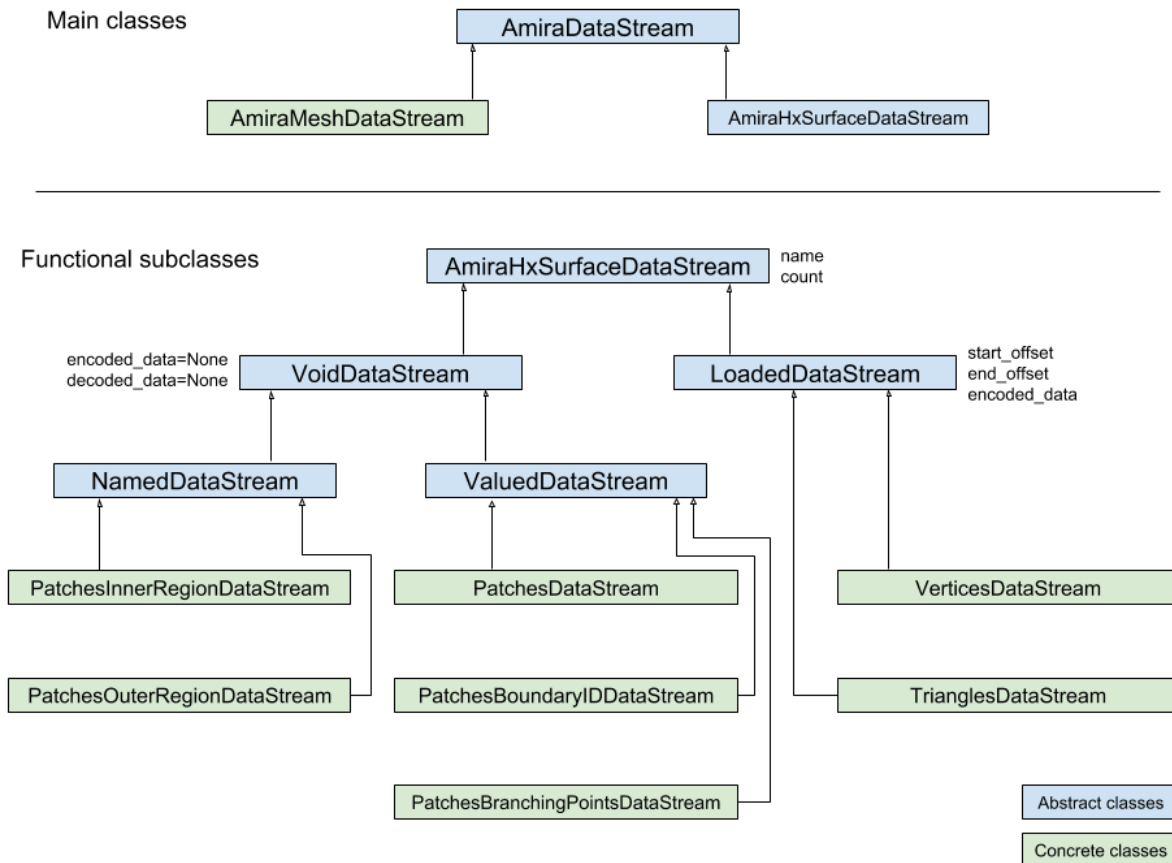 Main classes
AmiraDataStream
AmiraMeshDataStream
AmiraHxSurfaceDataStream
Functional subclasses
AmiraHxSurfaceDataStream
name
count
encoded_data=None
decoded_data=None
VoidDataStream
LoadedDataStream
start_offset
end_offset
encoded_data
NamedDataStream
ValuedDataStream
PatchesInnerRegionDataStream
PatchesDataStream
VerticesDataStream
PatchesOuterRegionDataStream
PatchesBoundaryIDDataStream
TrianglesDataStream
PatchesBranchingPointsDataStream
Abstract classes
Concrete classes